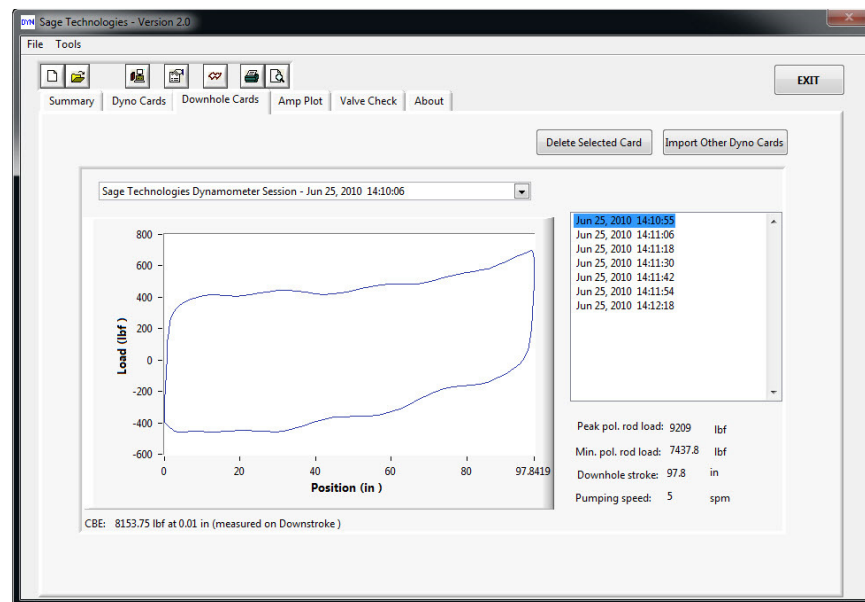 DYN Sage Technologies - Version 2.0
File Tools
EXIT
Summary Dyno Cards Downhole Cards Amp Plot Valve Check About
Delete Selected Card Import Other Dyno Cards
Sage Technologies Dynamometer Session - Jun 25, 2010 14:10:06
Load (lbf )
800
600
400
200
0
-200
-400
-600
0 20 40 60 80 97.8419
Position (in )
CBE: 8153.75 lbf at 0.01 in (measured on Downstroke )
Jun 25, 2010 14:10:55
Jun 25, 2010 14:11:06
Jun 25, 2010 14:11:18
Jun 25, 2010 14:11:30
Jun 25, 2010 14:11:42
Jun 25, 2010 14:11:54
Jun 25, 2010 14:12:18
Peak pol. rod load: 9209 lbf
Min. pol. rod load: 7437.8 lbf
Downhole stroke: 97.8 in
Pumping speed: 5 spm